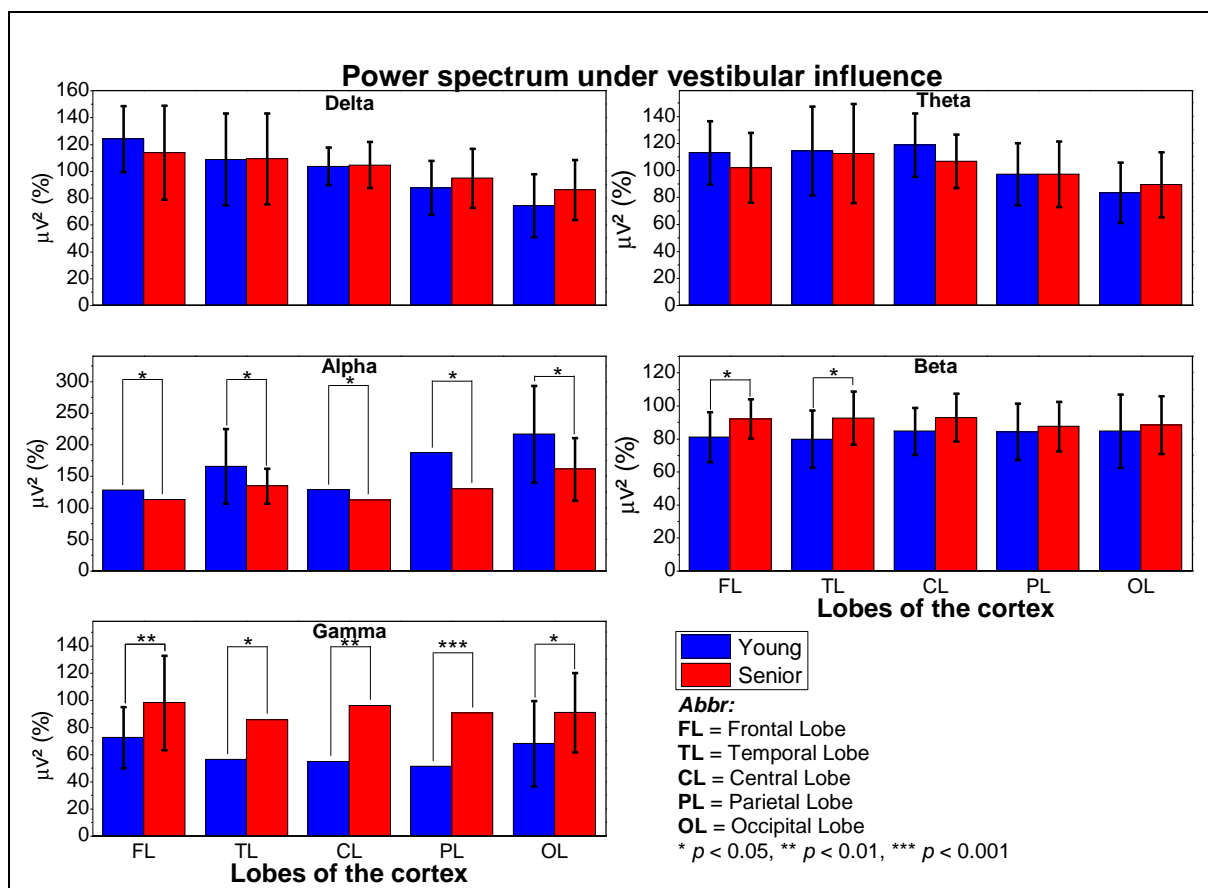 Power spectrum under vestibular influence
Delta
160
140
120
100
80
60
40
20
0
μv² (%)
Theta
140
120
100
80
60
40
20
0
μv² (%)
Alpha
300
250
200
150
100
50
0
μv² (%)
* * * * *
Beta
120
100
80
60
40
20
0
μv² (%)
* *
FL TL CL PL OL
Lobes of the cortex
Gamma
140
120
100
80
60
40
20
0
μv² (%)
** * ** *** *
FL TL CL PL OL
Lobes of the cortex
Young
Senior
Abbr:
FL = Frontal Lobe
TL = Temporal Lobe
CL = Central Lobe
PL = Parietal Lobe
OL = Occipital Lobe
* p < 0.05, ** p < 0.01, *** p < 0.001